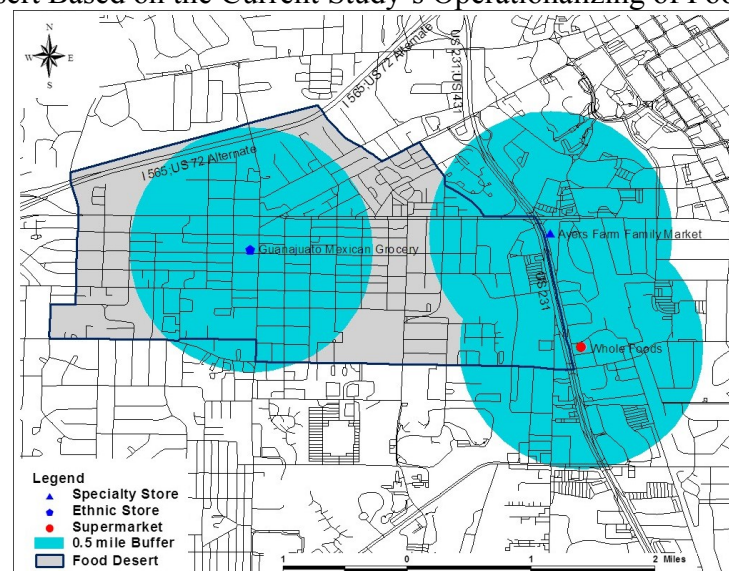 sert Based on the Current Study's Operationalizing of Foo
N
W E
S
I 565;US 72 Alternate
US 231;US 431
I 565;US 72 Alternate
Guanajuato Mexican Grocery
Ayers Farm Family Market
US 231
Whole Foods
Legend
Specialty Store
Ethnic Store
Supermarket
0.5 mile Buffer
Food Desert
1 0 1 2 Miles